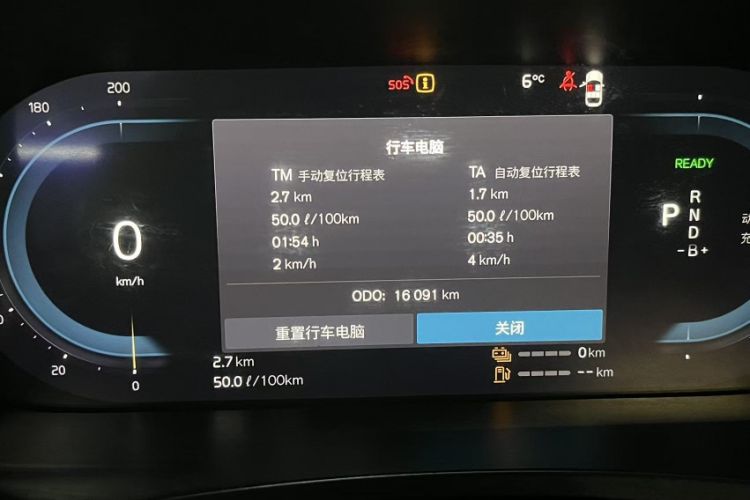 200
SOS
6°C
180
行车电脑
READY
TM 手动复位行程表
TA 自动复位行程表
2.7 km
1.7 km
50.0 ℓ/100km
50.0 ℓ/100km
01:54 h
00:35 h
2 km/h
4 km/h
P
R
N
D
-B+
动
充
0
km/h
ODO: 16 091 km
重置行车电脑
关闭
2.7 km
50.0 ℓ/100km
---- 0km
---- -- km
20
0